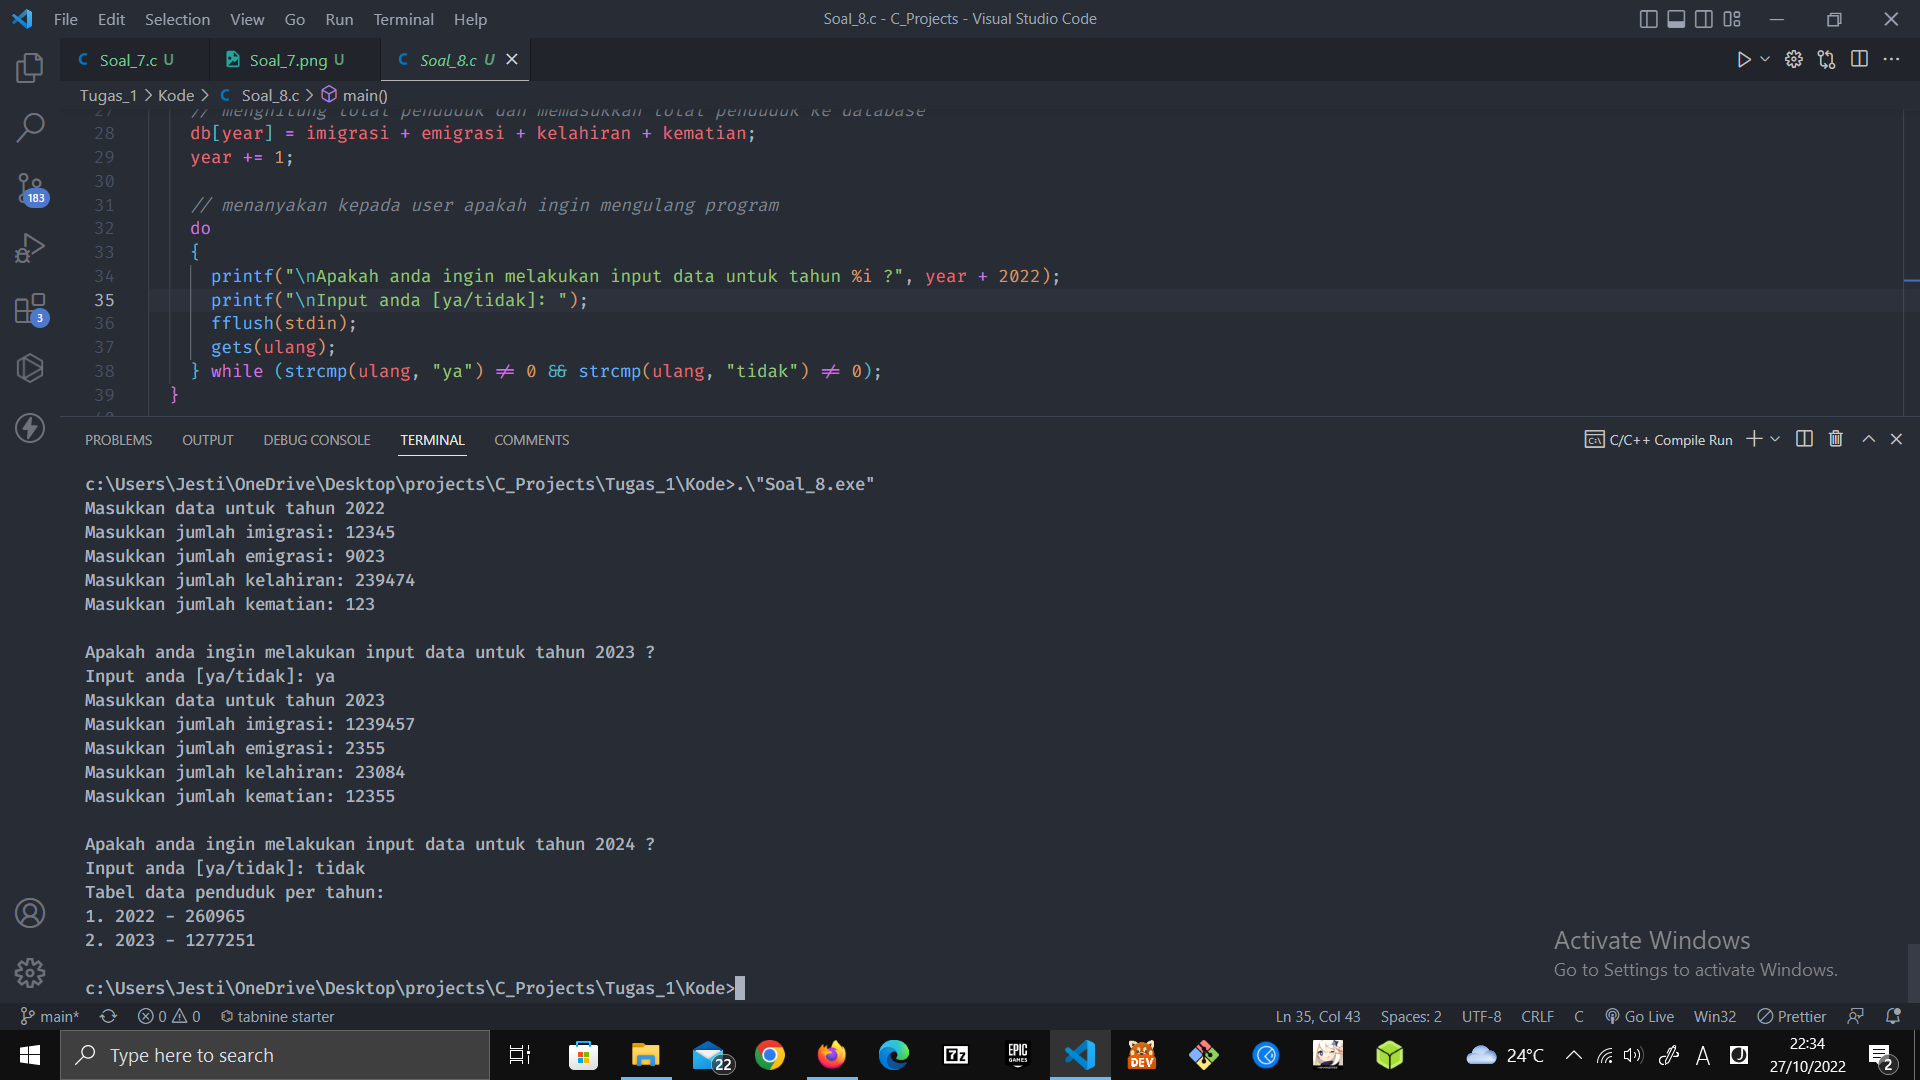 File Edit Selection View Go Run Terminal Help
Soal_8.c - C_Projects - Visual Studio Code
Soal_7.c U
Soal_7.png U
Soal_8.c U
Tugas_1 > Kode > C Soal_8.c > main()
27 // menghitung total penduduk dan memasukkan total penduduk ke database
28 db[year] = imigrasi + emigrasi + kelahiran + kematian;
29 year += 1;
30
31 // menanyakan kepada user apakah ingin mengulang program
32 do
33 {
34 printf("\nApakah anda ingin melakukan input data untuk tahun %i ?", year + 2022);
35 printf("\nInput anda [ya/tidak]: ");
36 fflush(stdin);
37 gets(ulang);
38 } while (strcmp(ulang, "ya") != 0 && strcmp(ulang, "tidak") != 0);
39 }
183
3
PROBLEMS OUTPUT DEBUG CONSOLE TERMINAL COMMENTS
C/C++ Compile Run
c:\Users\Jesti\OneDrive\Desktop\projects\C_Projects\Tugas_1\Kode>.\"Soal_8.exe"
Masukkan data untuk tahun 2022
Masukkan jumlah imigrasi: 12345
Masukkan jumlah emigrasi: 9023
Masukkan jumlah kelahiran: 239474
Masukkan jumlah kematian: 123
Apakah anda ingin melakukan input data untuk tahun 2023 ?
Input anda [ya/tidak]: ya
Masukkan data untuk tahun 2023
Masukkan jumlah imigrasi: 1239457
Masukkan jumlah emigrasi: 2355
Masukkan jumlah kelahiran: 23084
Masukkan jumlah kematian: 12355
Apakah anda ingin melakukan input data untuk tahun 2024 ?
Input anda [ya/tidak]: tidak
Tabel data penduduk per tahun:
1. 2022 - 260965
2. 2023 - 1277251
c:\Users\Jesti\OneDrive\Desktop\projects\C_Projects\Tugas_1\Kode>
Activate Windows
Go to Settings to activate Windows.
main* 0 0 tabnine starter
Ln 35, Col 43 Spaces: 2 UTF-8 CRLF C Go Live Win32 Prettier
Type here to search
22
7z
EPIC GAMES
DEV
24°C
A
22:34
27/10/2022
2